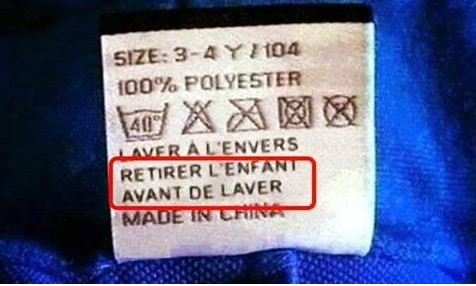 SIZE: 3-4 Y / 104
100% POLYESTER
40°
LAVER À L'ENVERS
RETIRER L'ENFANT
AVANT DE LAVER
MADE IN CHINA